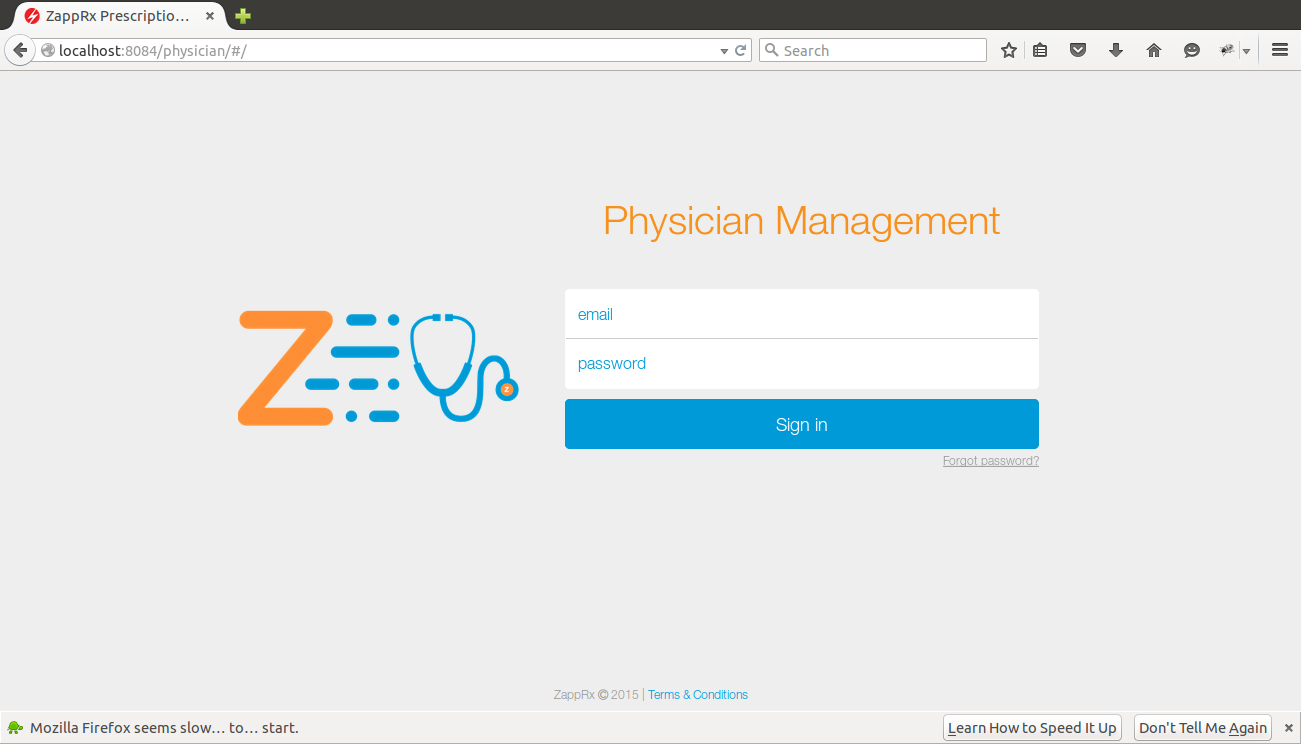 ZappRx Prescriptio...
localhost:8084/physician/#/
Search
Physician Management
email
password
Sign in
Forgot password?
Z
ZappRx © 2015 | Terms & Conditions
Mozilla Firefox seems slow... to... start.
Learn How to Speed It Up
Don't Tell Me Again